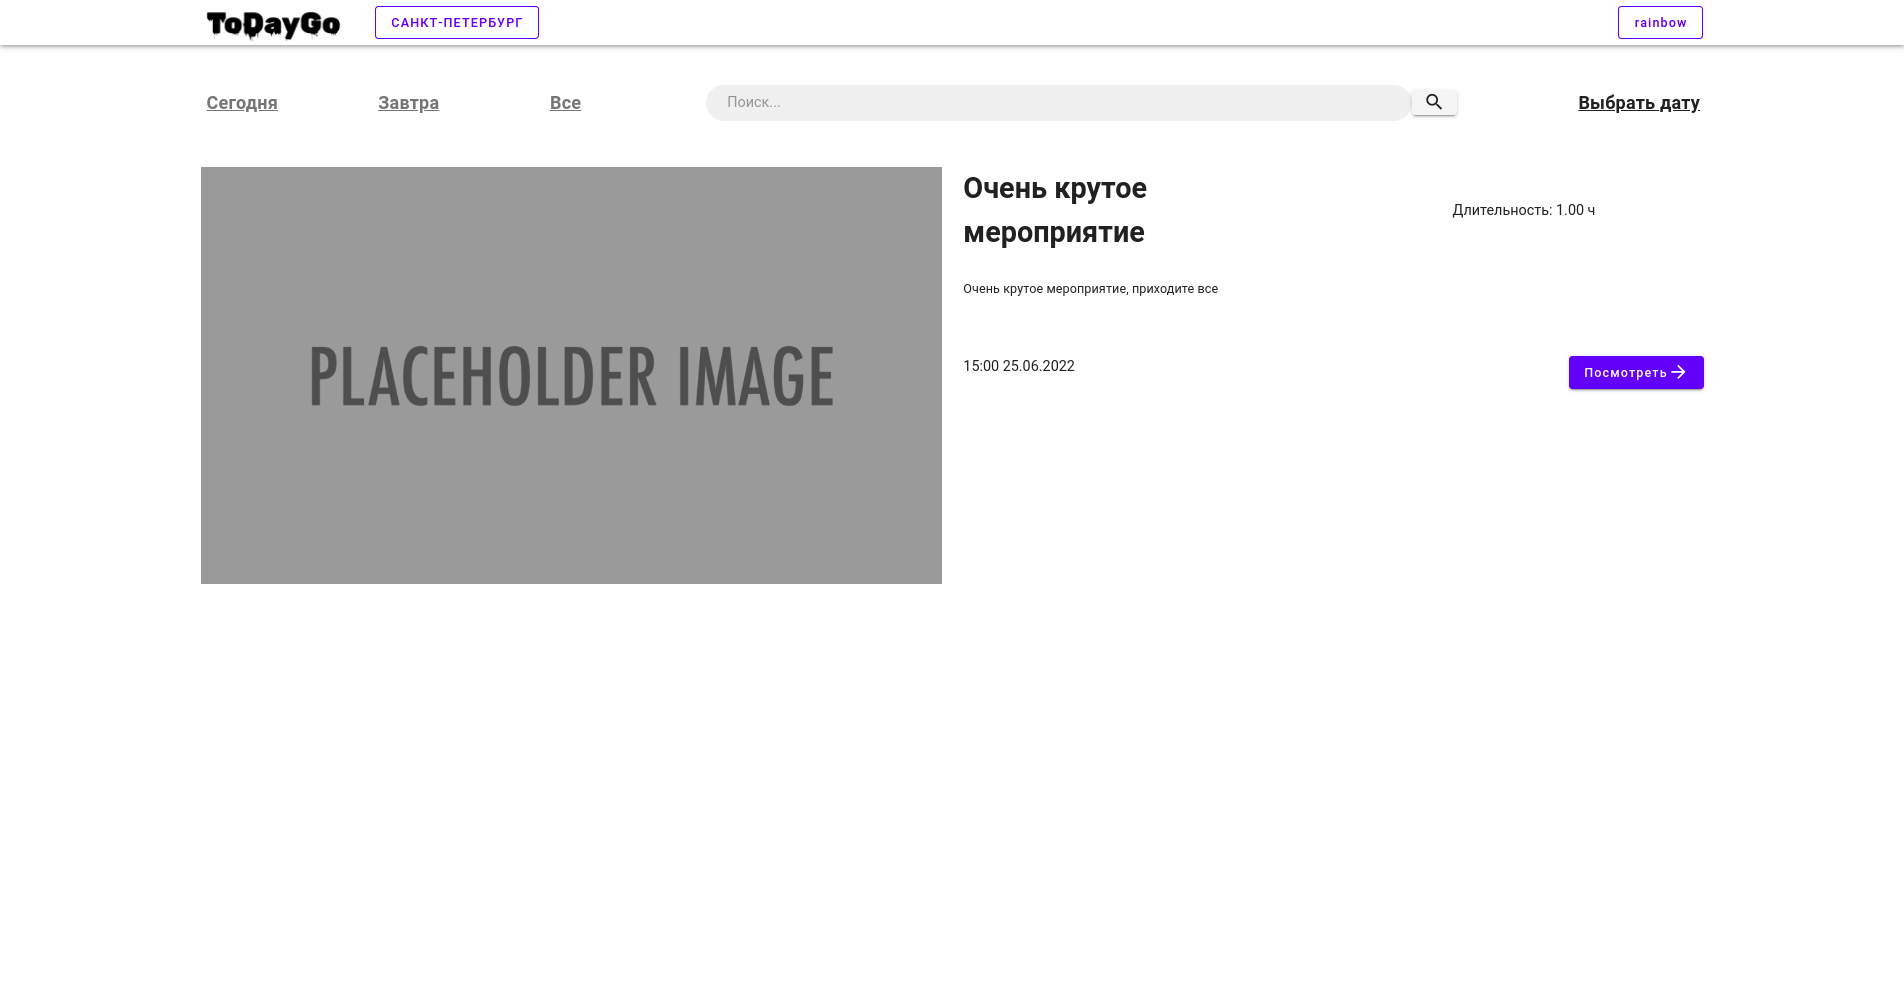 ToDayGo
САНКТ-ПЕТЕРБУРГ
rainbow
Сегодня
Завтра
Все
Поиск...
Выбрать дату
PLACEHOLDER IMAGE
Очень крутое
мероприятие
Длительность: 1.00 ч
Очень крутое мероприятие, приходите все
15:00 25.06.2022
Посмотреть